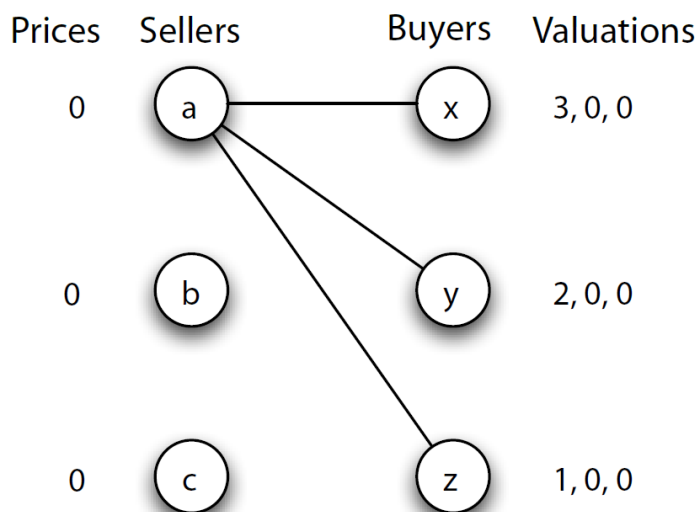 Prices Sellers Buyers Valuations
0 a x 3, 0, 0
0 b y 2, 0, 0
0 c z 1, 0, 0